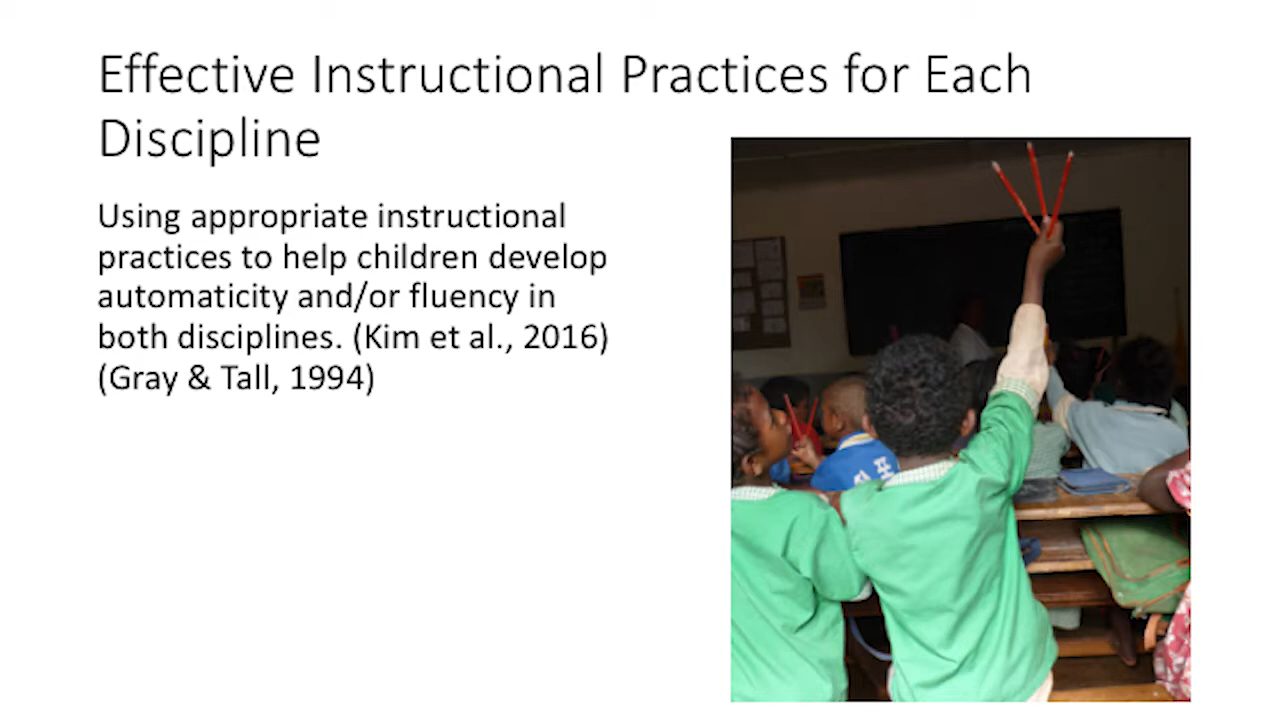 Effective Instructional Practices for Each
Discipline
Using appropriate instructional
practices to help children develop
automaticity and/or fluency in
both disciplines. (Kim et al., 2016)
(Gray & Tall, 1994)